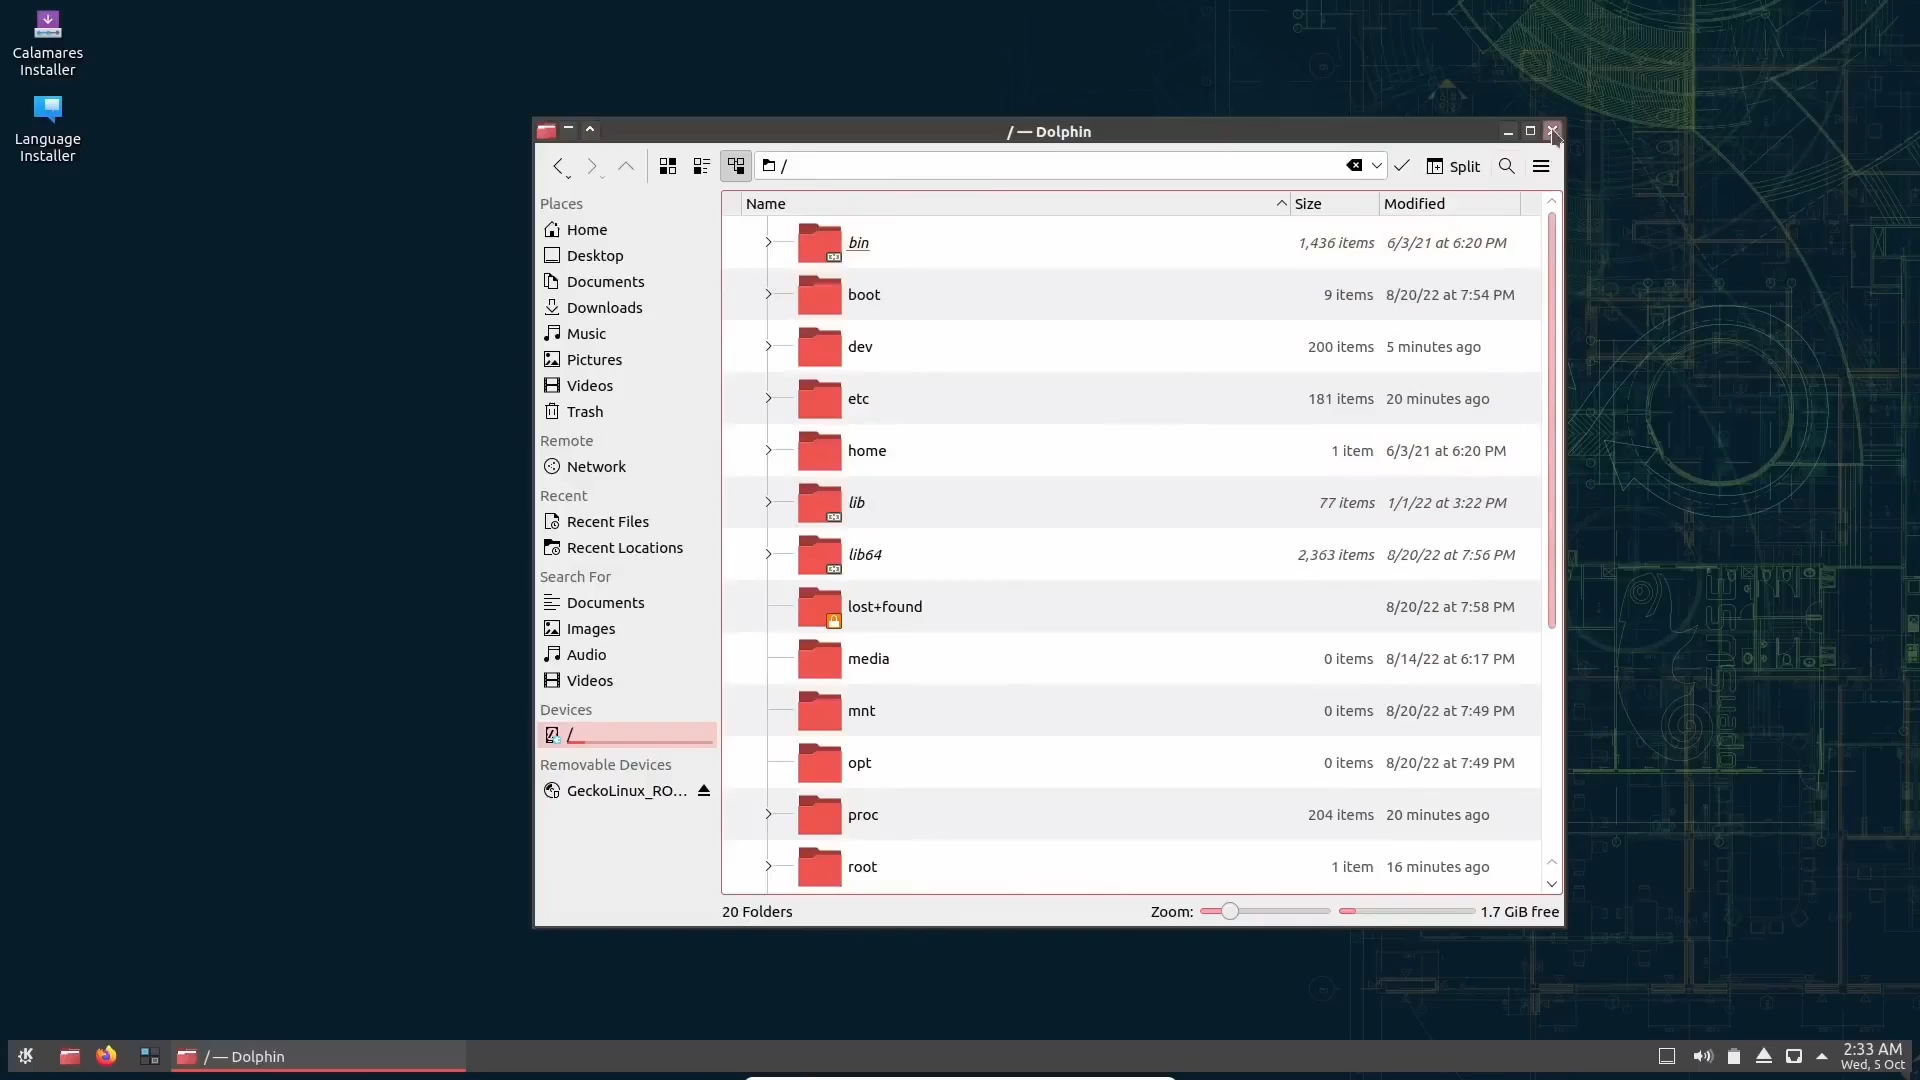 Calamares
Installer
Language
Installer
/ — Dolphin
/
Split
Places
Home
Desktop
Documents
Downloads
Music
Pictures
Videos
Trash
Remote
Network
Recent
Recent Files
Recent Locations
Search For
Documents
Images
Audio
Videos
Devices
/
Removable Devices
GeckoLinux_RO...
Name Size Modified
bin 1,436 items 6/3/21 at 6:20 PM
boot 9 items 8/20/22 at 7:54 PM
dev 200 items 5 minutes ago
etc 181 items 20 minutes ago
home 1 item 6/3/21 at 6:20 PM
lib 77 items 1/1/22 at 3:22 PM
lib64 2,363 items 8/20/22 at 7:56 PM
lost+found 8/20/22 at 7:58 PM
media 0 items 8/14/22 at 6:17 PM
mnt 0 items 8/20/22 at 7:49 PM
opt 0 items 8/20/22 at 7:49 PM
proc 204 items 20 minutes ago
root 1 item 16 minutes ago
20 Folders Zoom: 1.7 GiB free
openSUSE
/ — Dolphin
2:33 AM
Wed, 5 Oct